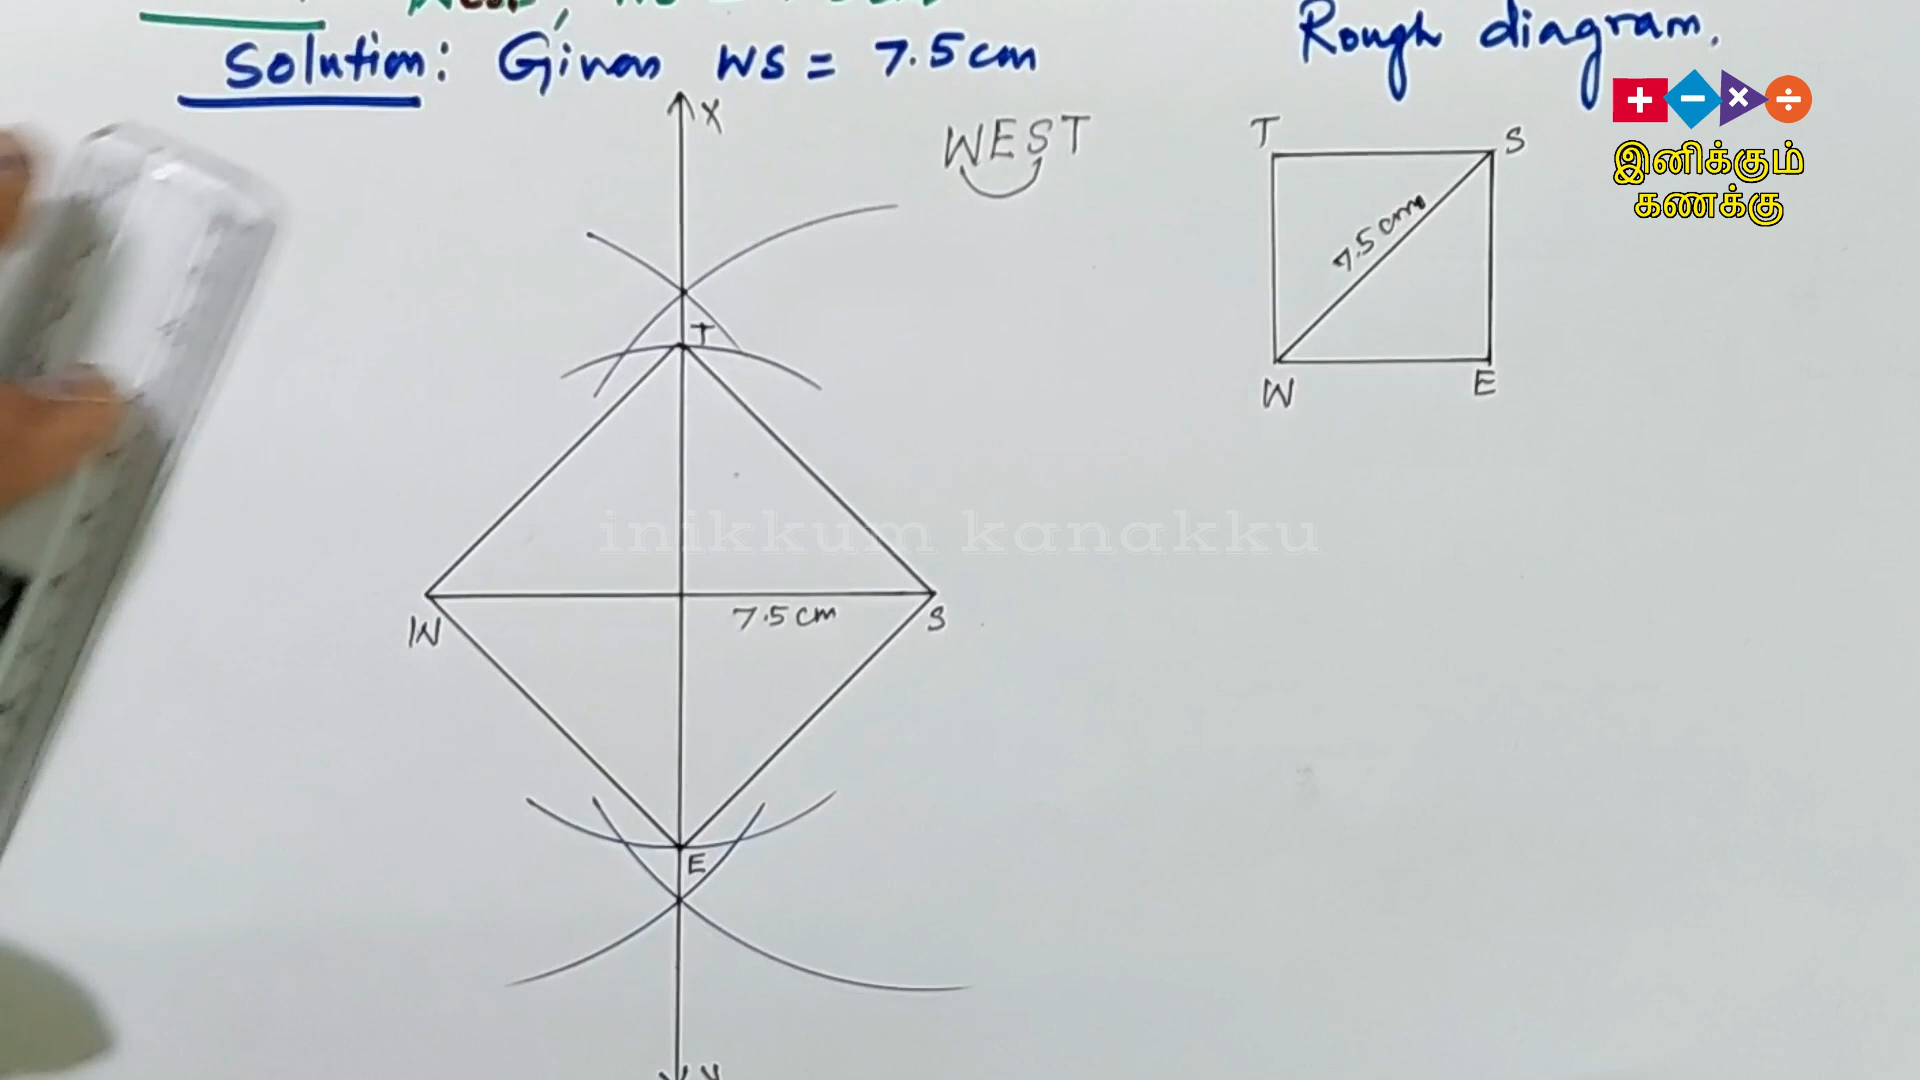 Solution: Given WS = 7.5cm
Rough diagram.
X
WEST
T
S
+ − × ÷
இனிக்கும்
கணக்கு
7.5cm
T
W
E
inikkum kanakku
W
7.5cm
S
E
Y